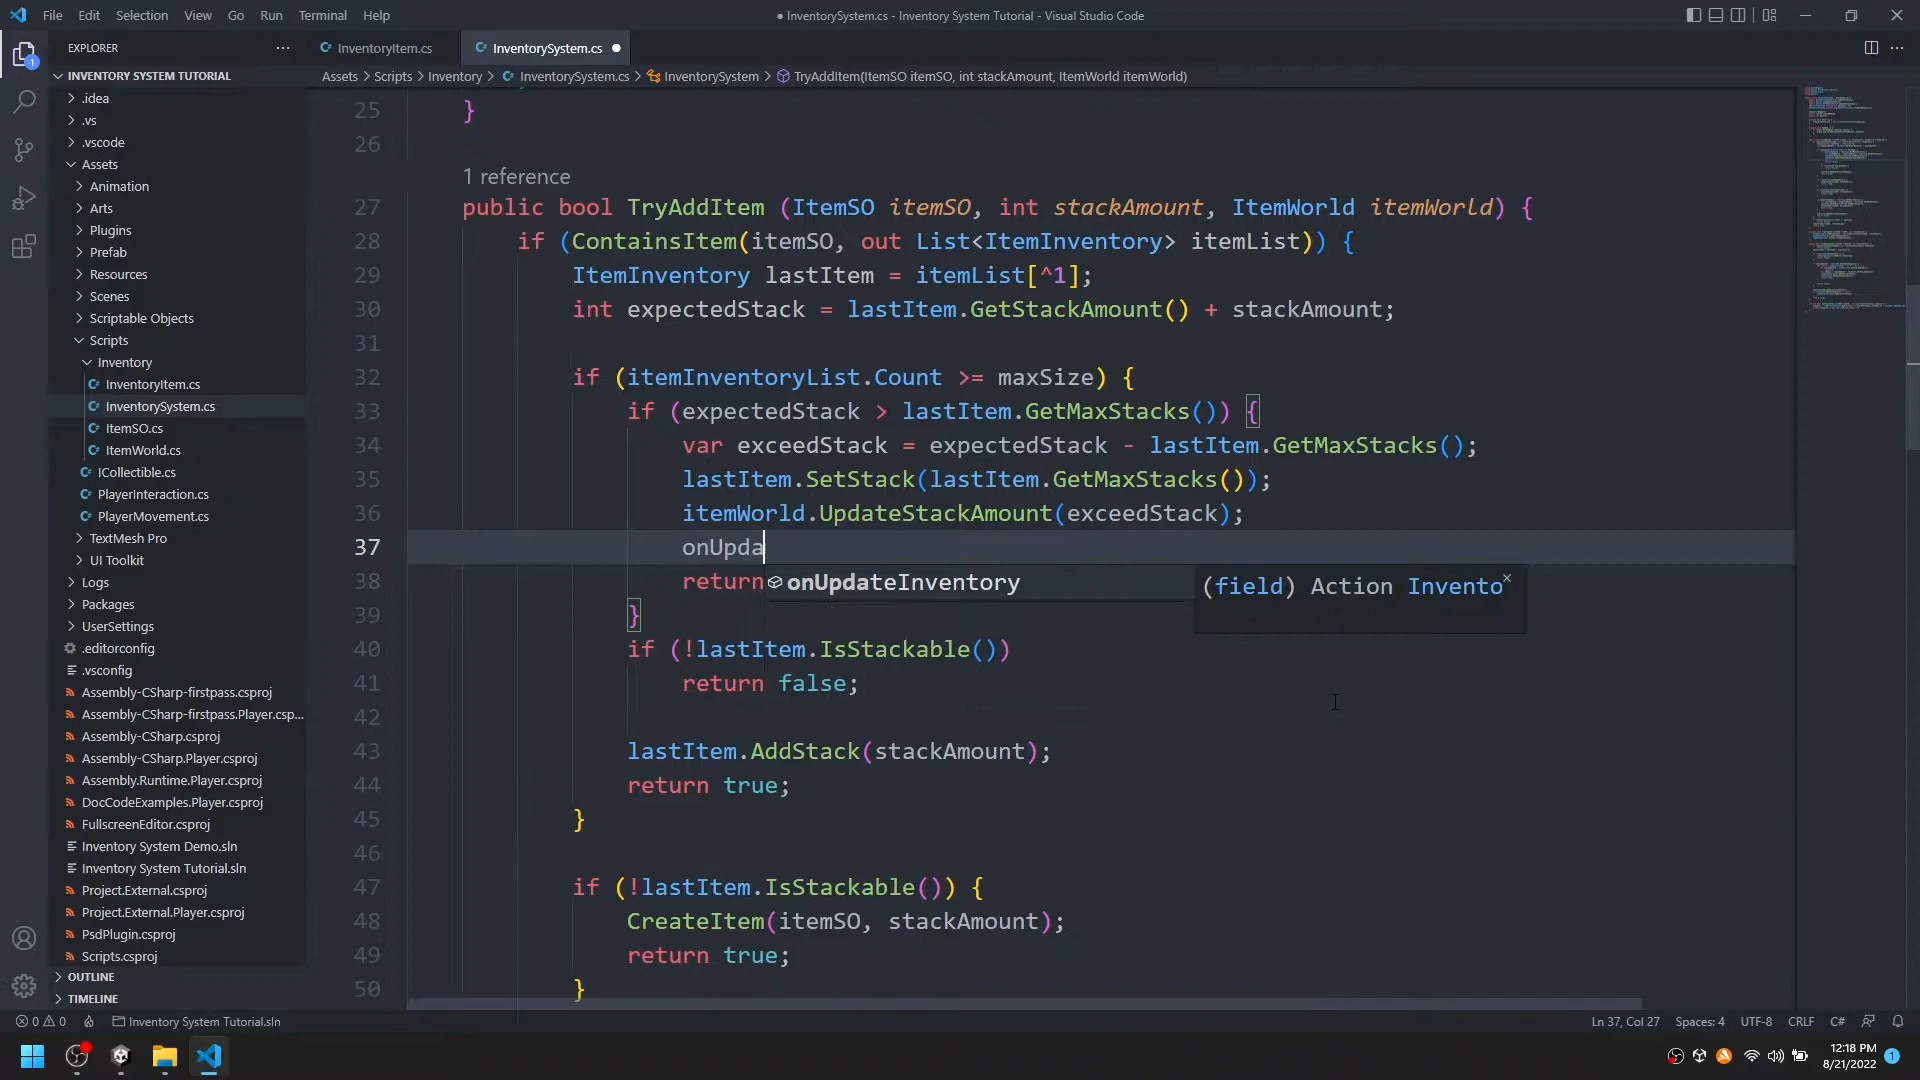 File Edit Selection View Go Run Terminal Help
● InventorySystem.cs - Inventory System Tutorial - Visual Studio Code
EXPLORER
InventoryItem.cs
InventorySystem.cs
INVENTORY SYSTEM TUTORIAL
Assets > Scripts > Inventory > InventorySystem.cs > InventorySystem > TryAddItem(ItemSO itemSO, int stackAmount, ItemWorld itemWorld)
.idea
.vs
.vscode
Assets
Animation
Arts
Plugins
Prefab
Resources
Scenes
Scriptable Objects
Scripts
Inventory
InventoryItem.cs
InventorySystem.cs
ItemSO.cs
ItemWorld.cs
ICollectible.cs
PlayerInteraction.cs
PlayerMovement.cs
TextMesh Pro
UI Toolkit
Logs
Packages
UserSettings
.editorconfig
.vsconfig
Assembly-CSharp-firstpass.csproj
Assembly-CSharp-firstpass.Player.csp...
Assembly-CSharp.csproj
Assembly-CSharp.Player.csproj
Assembly.Runtime.Player.csproj
DocCodeExamples.Player.csproj
FullscreenEditor.csproj
Inventory System Demo.sln
Inventory System Tutorial.sln
Project.External.csproj
Project.External.Player.csproj
PsdPlugin.csproj
Scripts.csproj
OUTLINE
TIMELINE
25 }
26
1 reference
27 public bool TryAddItem (ItemSO itemSO, int stackAmount, ItemWorld itemWorld) {
28 if (ContainsItem(itemSO, out List<ItemInventory> itemList)) {
29 ItemInventory lastItem = itemList[^1];
30 int expectedStack = lastItem.GetStackAmount() + stackAmount;
31
32 if (itemInventoryList.Count >= maxSize) {
33 if (expectedStack > lastItem.GetMaxStacks()) {
34 var exceedStack = expectedStack - lastItem.GetMaxStacks();
35 lastItem.SetStack(lastItem.GetMaxStacks());
36 itemWorld.UpdateStackAmount(exceedStack);
37 onUpda
38 return
onUpdateInventory
(field) Action Invento
39 }
40 if (!lastItem.IsStackable())
41 return false;
42
43 lastItem.AddStack(stackAmount);
44 return true;
45 }
46
47 if (!lastItem.IsStackable()) {
48 CreateItem(itemSO, stackAmount);
49 return true;
50 }
0 0 Inventory System Tutorial.sln
Ln 37, Col 27 Spaces: 4 UTF-8 CRLF C#
12:18 PM
8/21/2022
1
1